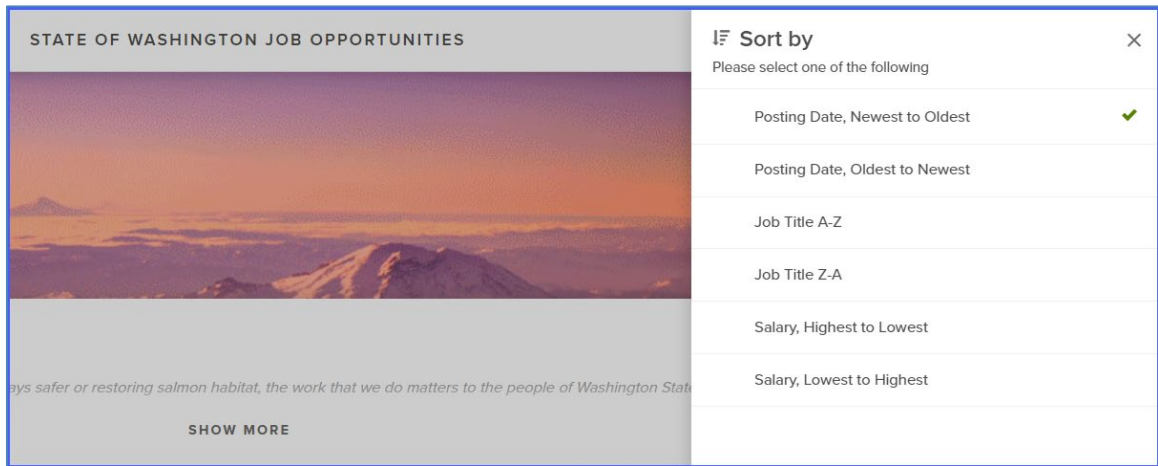 STATE OF WASHINGTON JOB OPPORTUNITIES
safer or restoring salmon habitat, the work that we do matters to the people of Washington
SHOW MORE
Sort by
Please select one of the following
Posting Date, Newest to Oldest
Posting Date, Oldest to Newest
Job Title A-Z
Job Title Z-A
Salary, Highest to Lowest
Salary, Lowest to Highest